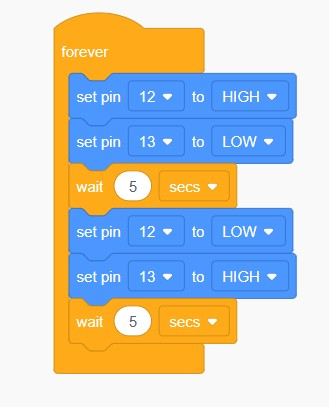 forever
set pin 12 to HIGH
set pin 13 to LOW
wait 5 secs
set pin 12 to LOW
set pin 13 to HIGH
wait 5 secs